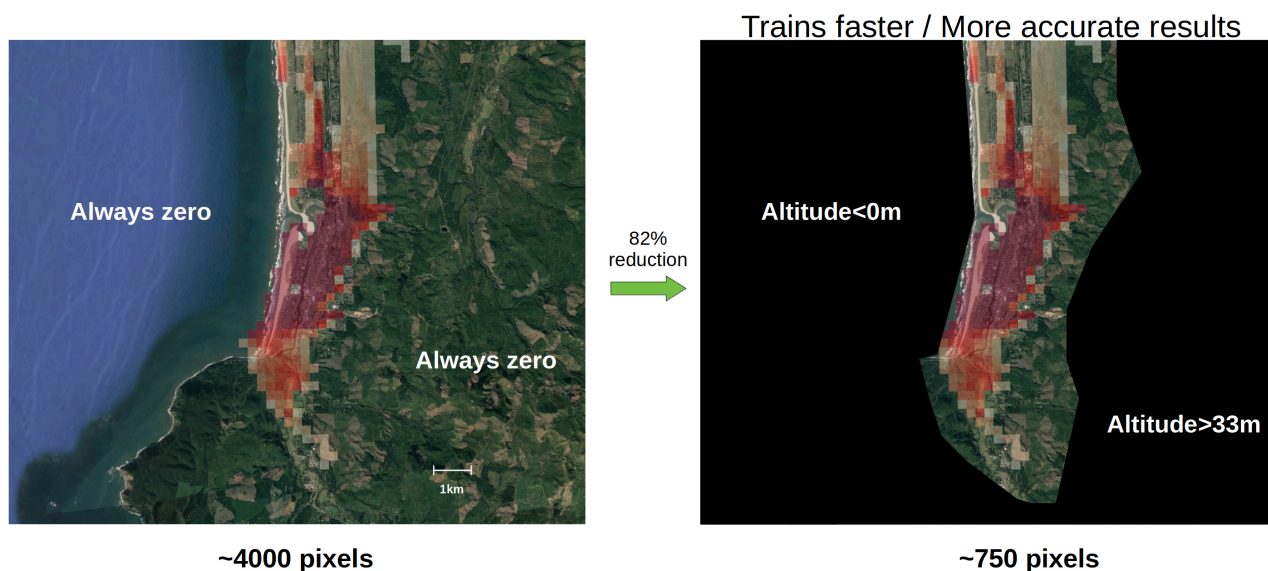 Trains faster / More accurate results
Always zero
Always zero
1km
~4000 pixels
82%
reduction
Altitude<0m
Altitude>33m
~750 pixels